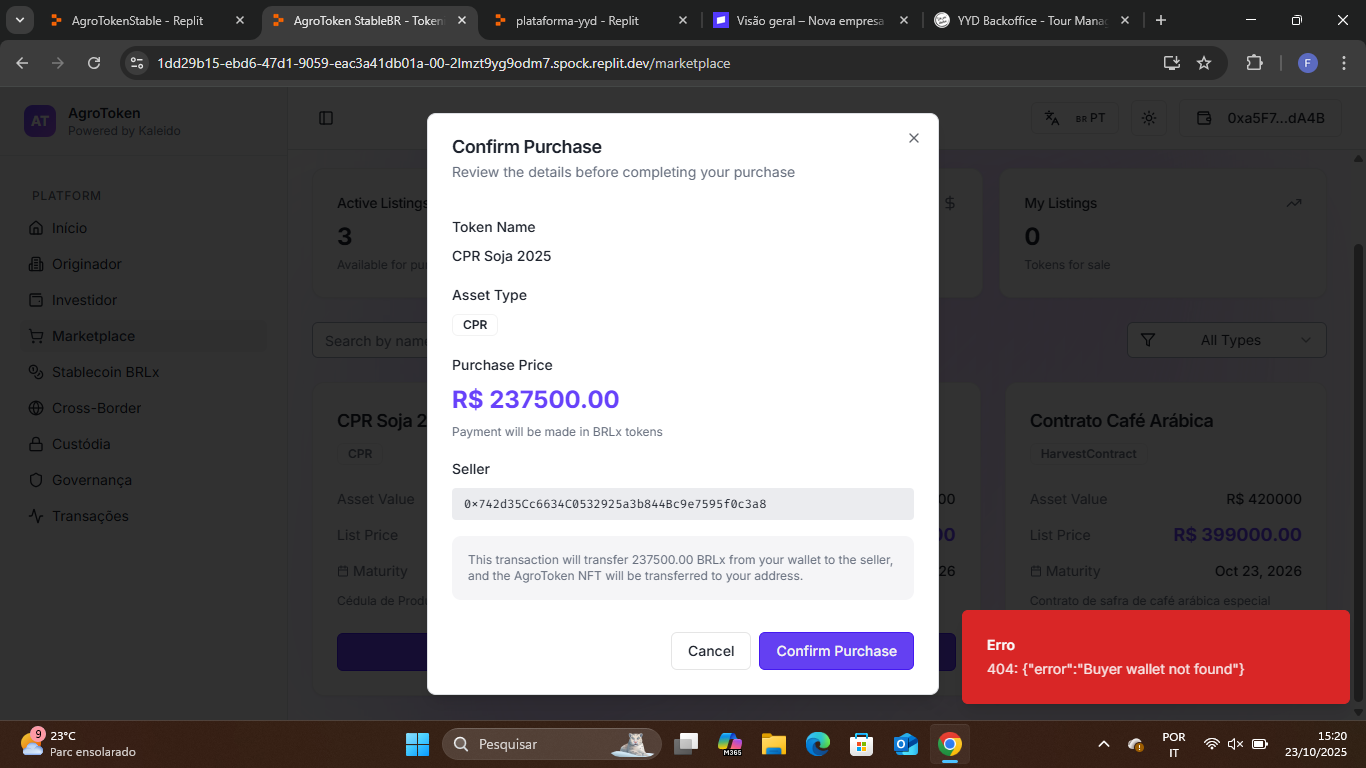 AgroTokenStable - Replit
AgroToken StableBR - Token
plataforma-yyd - Replit
Visão geral – Nova empresa
YYD Backoffice - Tour Manag
1dd29b15-ebd6-47d1-9059-eac3a41db01a-00-2lmzt9yg9odm7.spock.replit.dev/marketplace
F
AT
AgroToken
Powered by Kaleido
BR PT
0xa5F7...dA4B
PLATFORM
Início
Originador
Investidor
Marketplace
Stablecoin BRLx
Cross-Border
Custódia
Governança
Transações
Active Listings
3
Available for pur
My Listings
0
Tokens for sale
Search by name
All Types
CPR Soja 2
CPR
Asset Value
List Price
Maturity
Cédula de Prod
00
00
26
Contrato Café Arábica
HarvestContract
Asset Value
R$ 420000
List Price
R$ 399000.00
Maturity
Oct 23, 2026
Contrato de safra de café arábica especial
Confirm Purchase
Review the details before completing your purchase
Token Name
CPR Soja 2025
Asset Type
CPR
Purchase Price
R$ 237500.00
Payment will be made in BRLx tokens
Seller
0×742d35Cc6634C0532925a3b844Bc9e7595f0c3a8
This transaction will transfer 237500.00 BRLx from your wallet to the seller,
and the AgroToken NFT will be transferred to your address.
Cancel
Confirm Purchase
Erro
404: {"error":"Buyer wallet not found"}
9
23°C
Parc ensolarado
Pesquisar
M365
POR
IT
15:20
23/10/2025